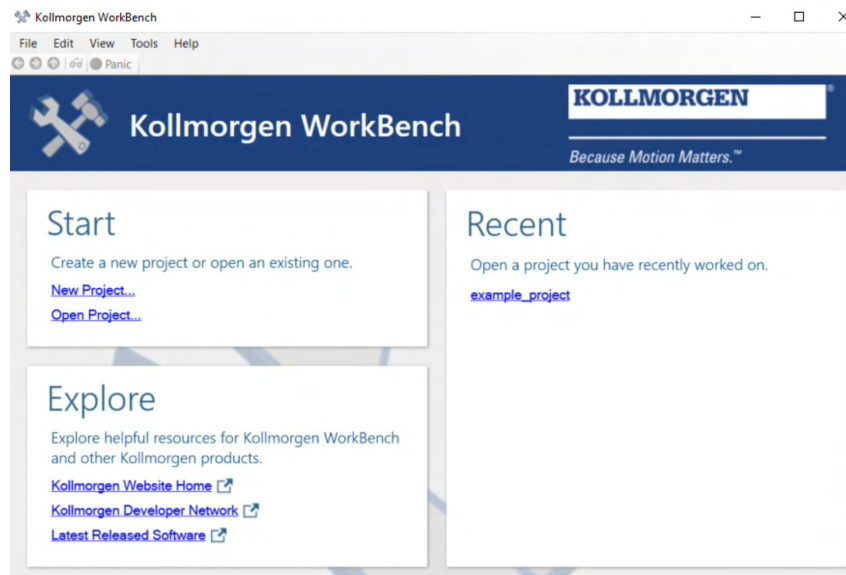 Kollmorgen WorkBench
File Edit View Tools Help
Panic
Kollmorgen WorkBench
KOLLMORGEN®
Because Motion Matters.™
Start
Create a new project or open an existing one.
New Project...
Open Project...
Explore
Explore helpful resources for Kollmorgen WorkBench
and other Kollmorgen products.
Kollmorgen Website Home
Kollmorgen Developer Network
Latest Released Software
Recent
Open a project you have recently worked on.
example_project